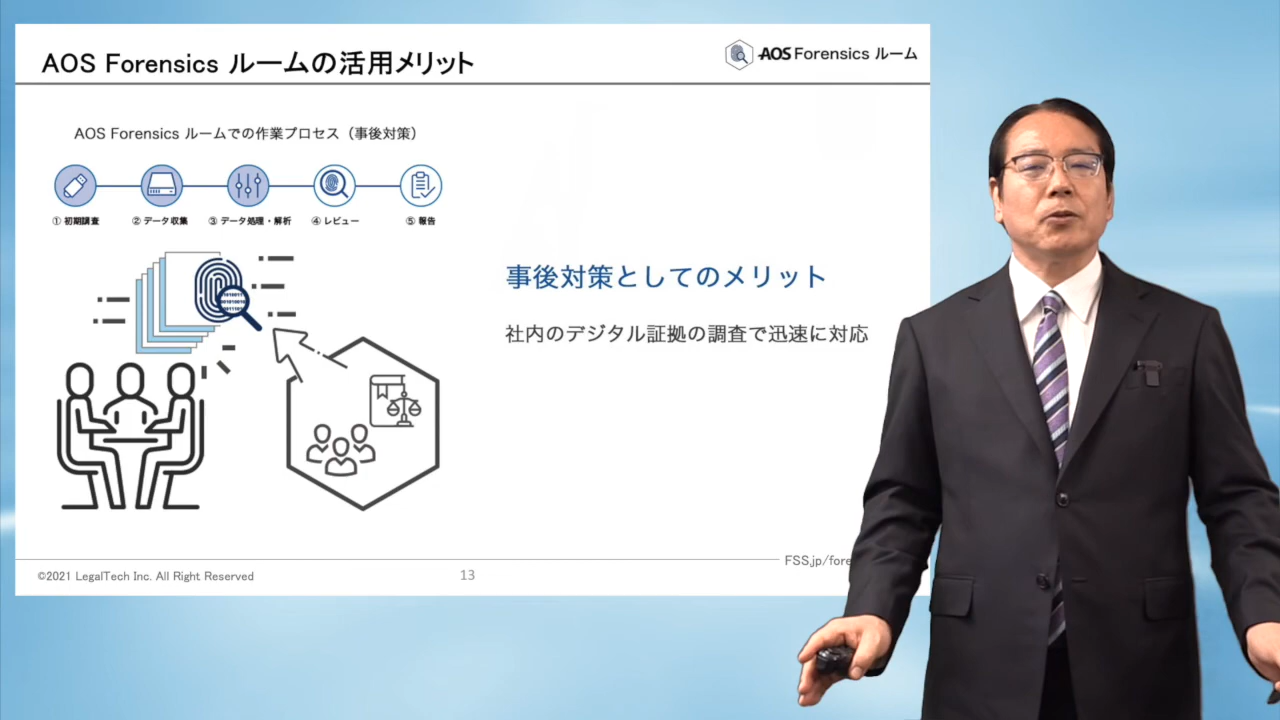 AOS Forensics ルームの活用メリット
AOS Forensics ルーム
AOS Forensics ルームでの作業プロセス（事後対策）
① 初期調査
② データ収集
③ データ処理・解析
④ レビュー
⑤ 報告
事後対策としてのメリット
社内のデジタル証拠の調査で迅速に対応
FSS.jp/fore
©2021 LegalTech Inc. All Right Reserved
13